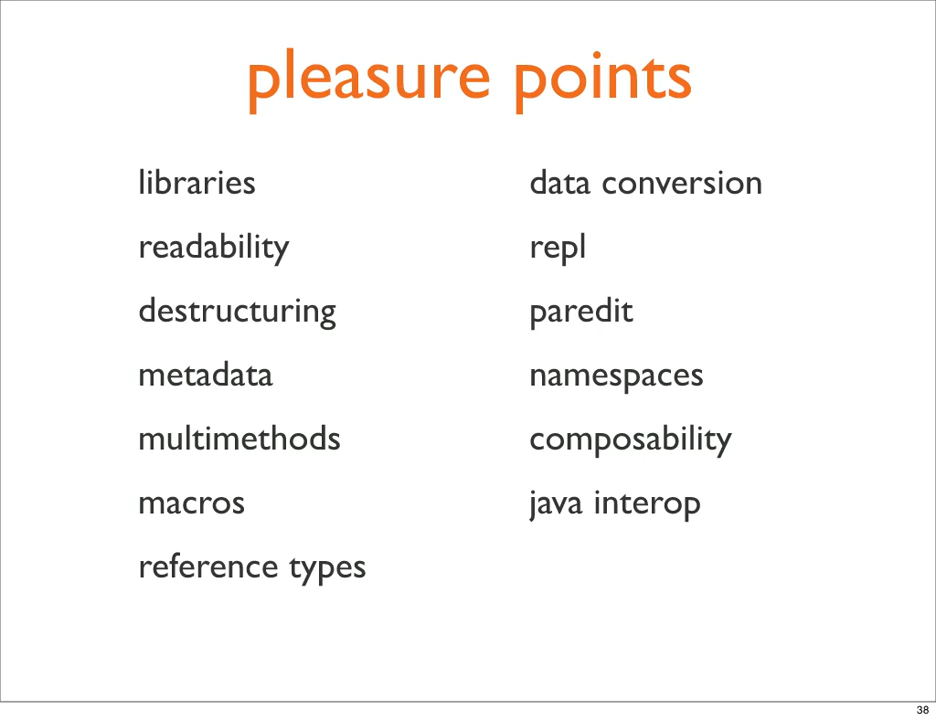 pleasure points
libraries
readability
destructuring
metadata
multimethods
macros
reference types
data conversion
repl
paredit
namespaces
composability
java interop
38